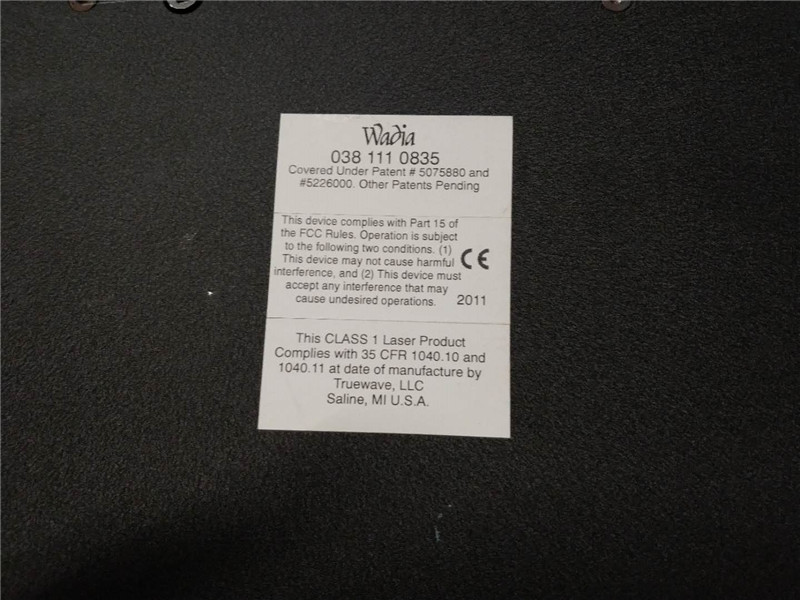 Wadia
038 111 0835
Covered Under Patent # 5075880 and
#5226000. Other Patents Pending
This device complies with Part 15 of
the FCC Rules. Operation is subject
to the following two conditions. (1)
This device may not cause harmful
interference, and (2) This device must
accept any interference that may
cause undesired operations.
CE
2011
This CLASS 1 Laser Product
Complies with 35 CFR 1040.10 and
1040.11 at date of manufacture by
Truewave, LLC
Saline, MI U.S.A.